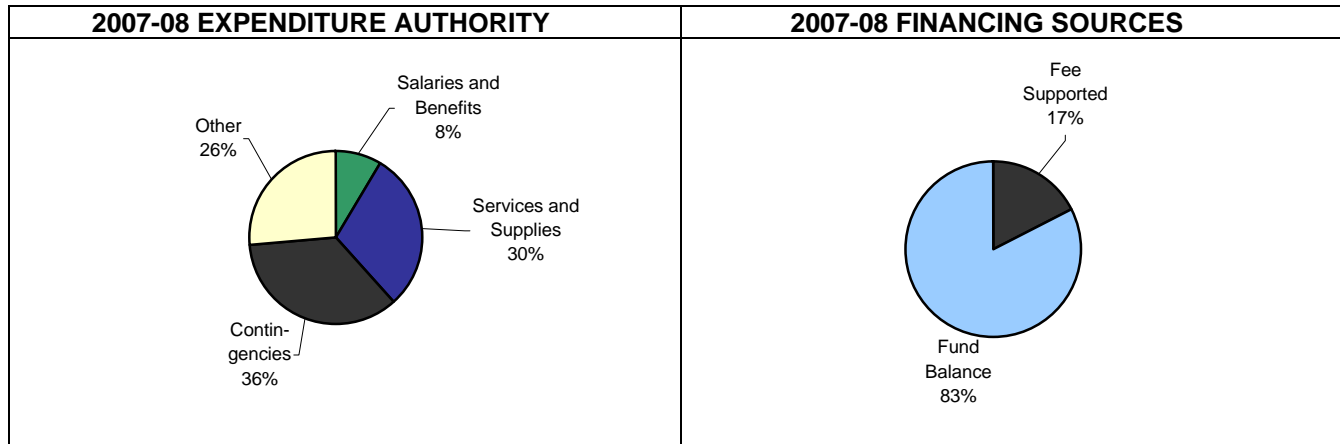 2007-08 EXPENDITURE AUTHORITY
Salaries and
Benefits
8%
Other
26%
Services and
Supplies
30%
Contin-
gencies
36%
2007-08 FINANCING SOURCES
Fee
Supported
17%
Fund
Balance
83%